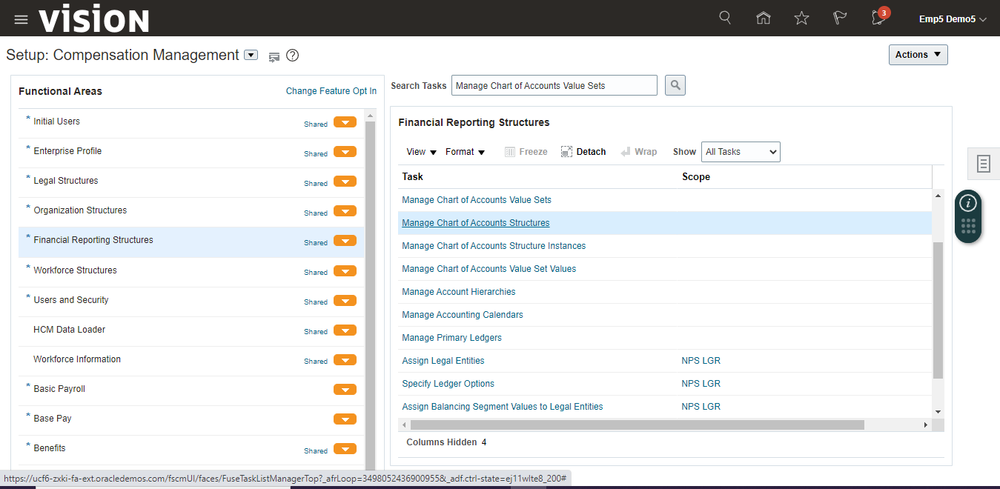 VISION
3
Emp5 Demo5
Setup: Compensation Management
Actions
Functional Areas
Change Feature Opt In
* Initial Users Shared
* Enterprise Profile Shared
* Legal Structures Shared
* Organization Structures Shared
* Financial Reporting Structures Shared
* Workforce Structures Shared
* Users and Security Shared
HCM Data Loader Shared
Workforce Information Shared
* Basic Payroll
* Base Pay
* Benefits Shared
Search Tasks Manage Chart of Accounts Value Sets
Financial Reporting Structures
View Format Freeze Detach Wrap Show All Tasks
Task Scope
Manage Chart of Accounts Value Sets
Manage Chart of Accounts Structures
Manage Chart of Accounts Structure Instances
Manage Chart of Accounts Value Set Values
Manage Account Hierarchies
Manage Accounting Calendars
Manage Primary Ledgers
Assign Legal Entities NPS LGR
Specify Ledger Options NPS LGR
Assign Balancing Segment Values to Legal Entities NPS LGR
Columns Hidden 4
https://ucf6-zxki-fa-ext.oracledemos.com/fscmUI/faces/FuseTaskListManagerTop?_afrLoop=3498052436900955&_adf.ctrl-state=ej11wlte8_200#